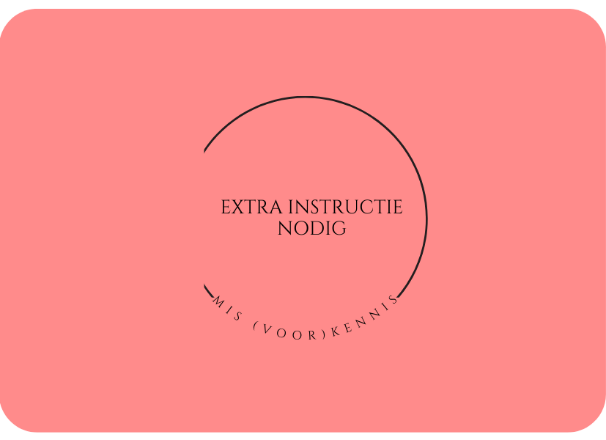 EXTRA INSTRUCTIE
NODIG
MIS (VOOR)KENNIS